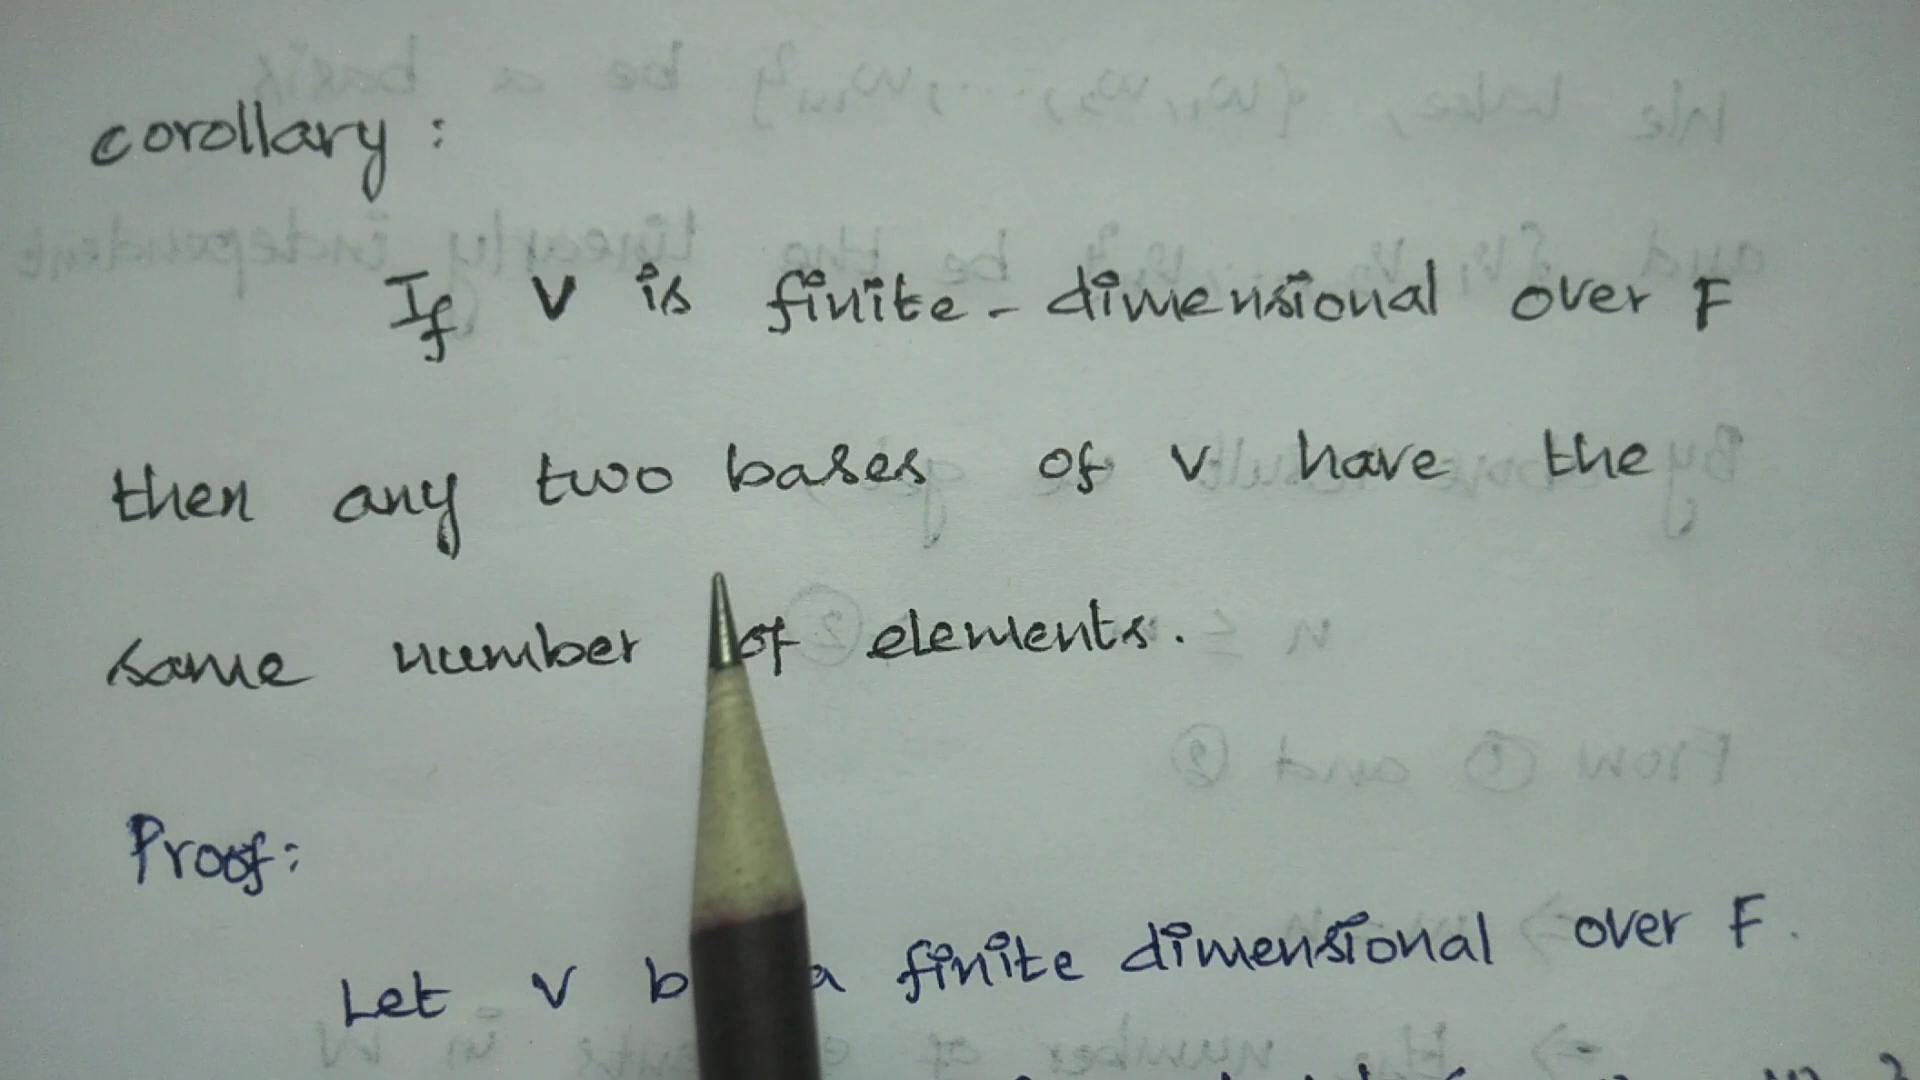 corollary :
If V is finite - dimensional over F
then any two bases of V have the
same number of elements.
Proof:
Let V a finite dimensional over F.